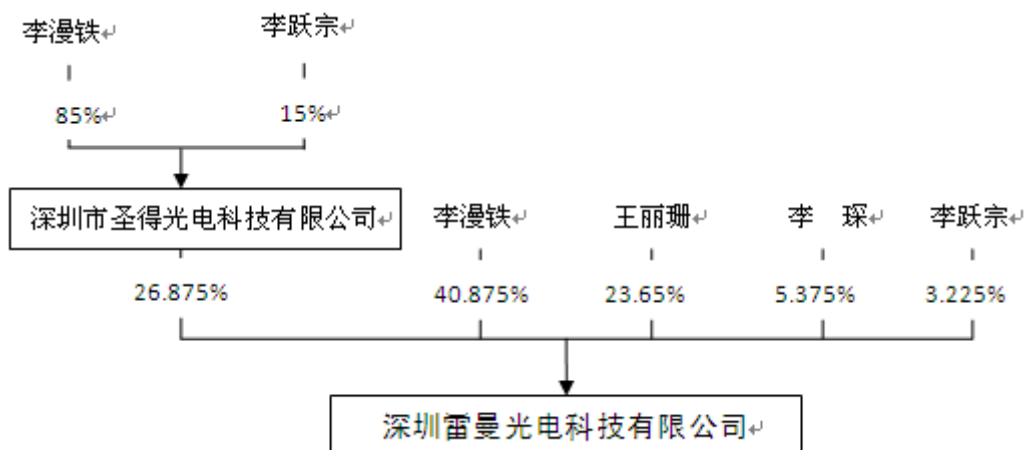 李漫铁 李跃宗
85% 15%
深圳市圣得光电科技有限公司 李漫铁 王丽珊 李 琛 李跃宗
26.875% 40.875% 23.65% 5.375% 3.225%
深圳雷曼光电科技有限公司